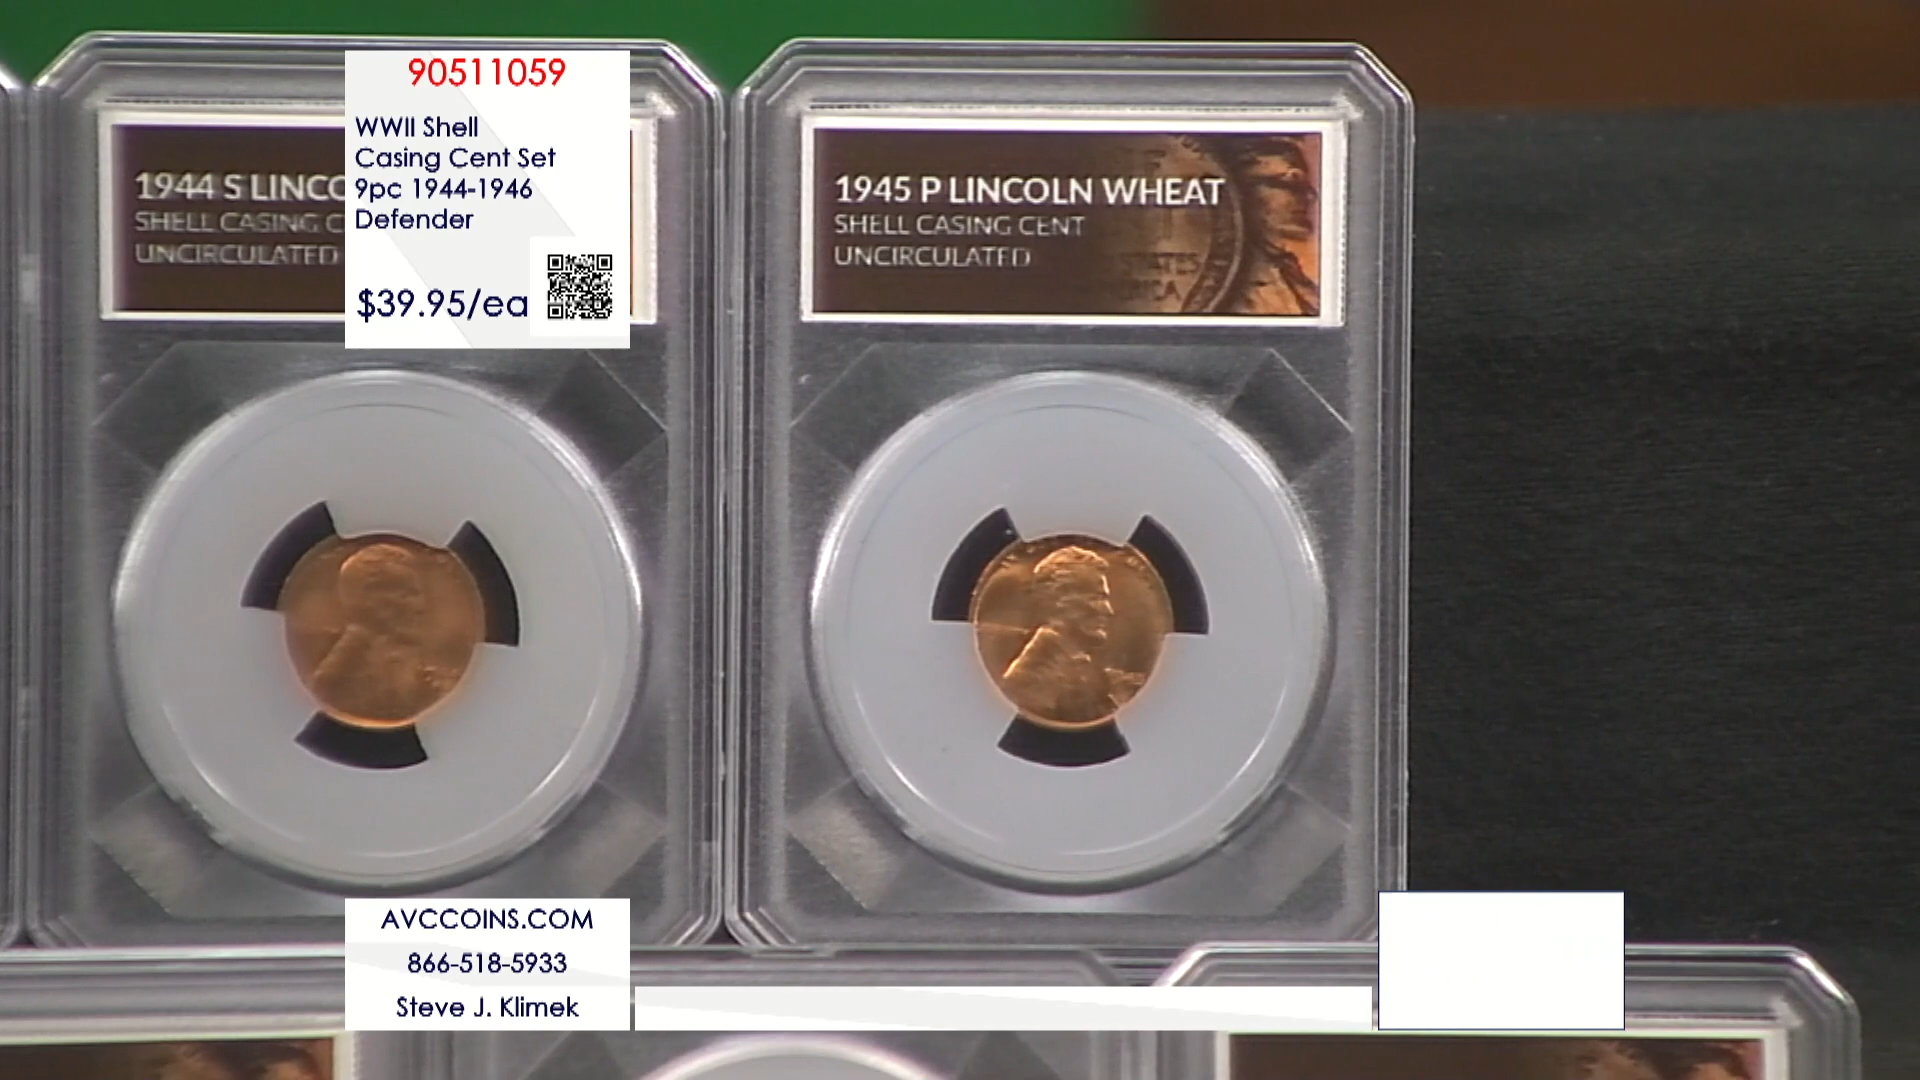 90511059
WWII Shell
Casing Cent Set
9pc 1944-1946
Defender
$39.95/ea
1944 S LINCO
SHELL CASING C
UNCIRCULATED
1945 P LINCOLN WHEAT
SHELL CASING CENT
UNCIRCULATED
AVCCOINS.COM
866-518-5933
Steve J. Klimek